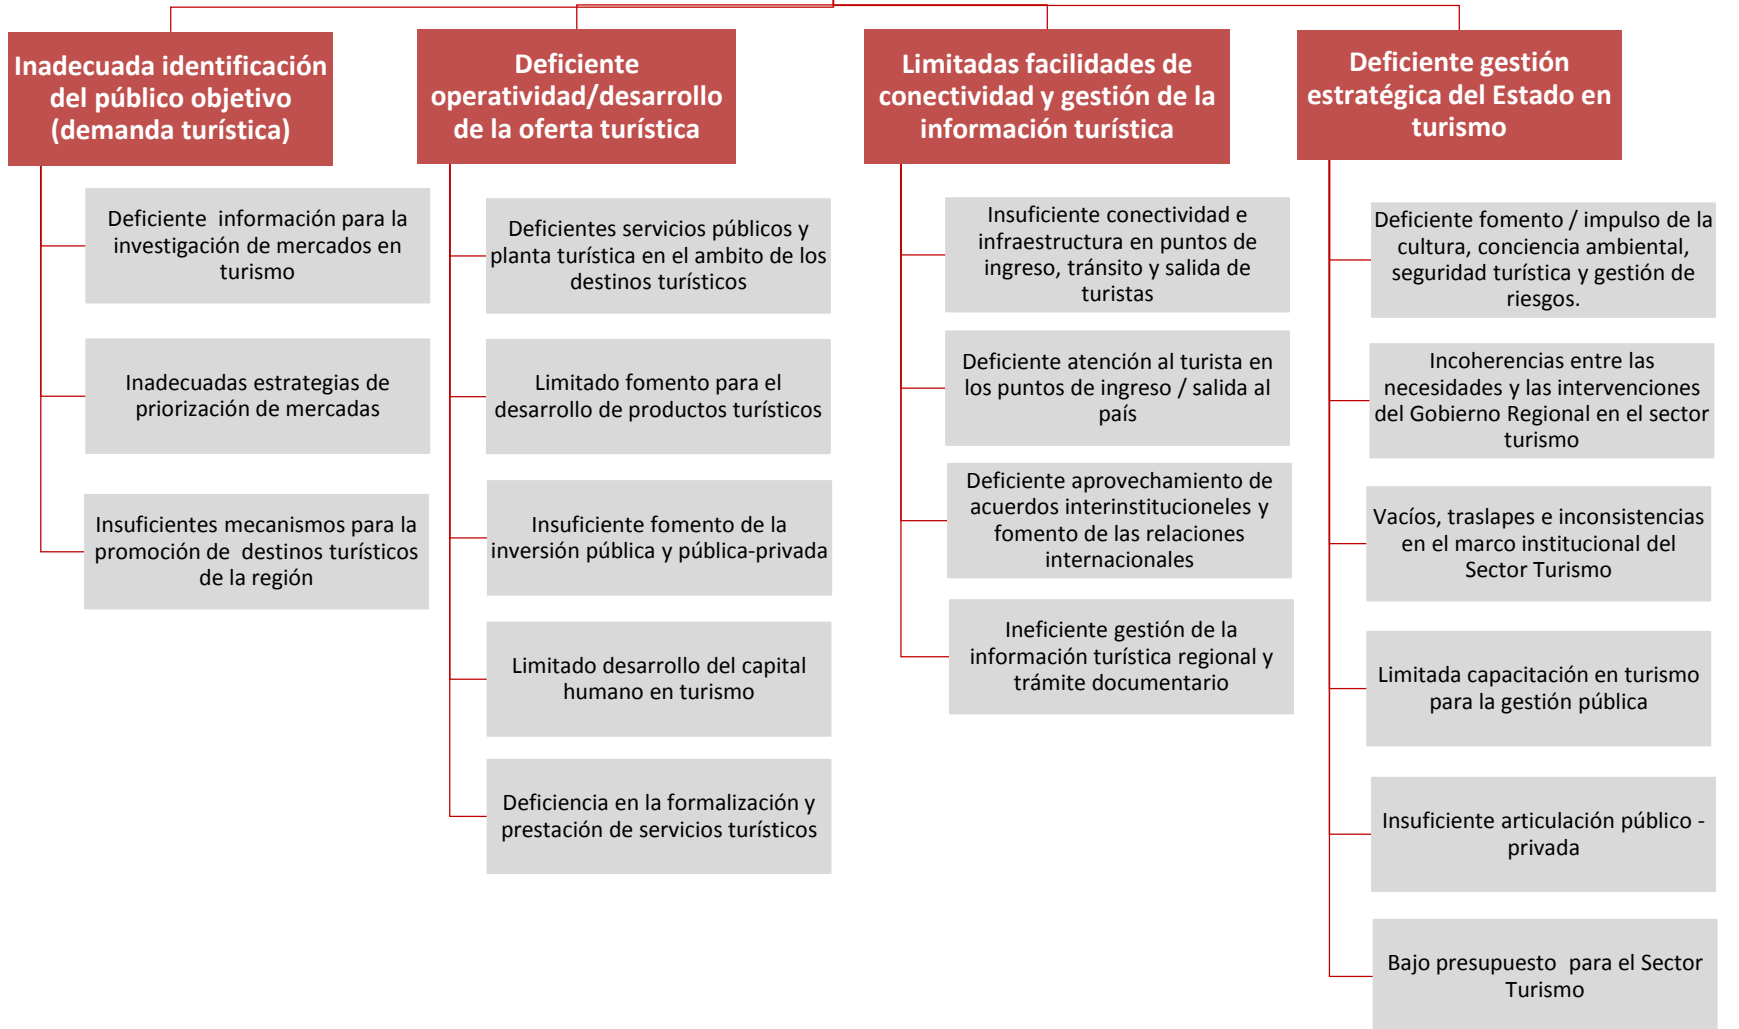 Inadecuada identificación
del público objetivo
(demanda turística)
Deficiente información para la
investigación de mercados en
turismo
Inadecuadas estrategias de
priorización de mercadas
Insuficientes mecanismos para la
promoción de destinos turísticos
de la región
Deficiente
operatividad/desarrollo
de la oferta turística
Deficientes servicios públicos y
planta turística en el ambito de los
destinos turísticos
Limitado fomento para el
desarrollo de productos turísticos
Insuficiente fomento de la
inversión pública y pública-privada
Limitado desarrollo del capital
humano en turismo
Deficiencia en la formalización y
prestación de servicios turísticos
Limitadas facilidades de
conectividad y gestión de la
información turística
Insuficiente conectividad e
infraestructura en puntos de
ingreso, tránsito y salida de
turistas
Deficiente atención al turista en
los puntos de ingreso / salida al
país
Deficiente aprovechamiento de
acuerdos interinstitucioneles y
fomento de las relaciones
internacionales
Ineficiente gestión de la
información turística regional y
trámite documentario
Deficiente gestión
estratégica del Estado en
turismo
Deficiente fomento / impulso de la
cultura, conciencia ambiental,
seguridad turística y gestión de
riesgos.
Incoherencias entre las
necesidades y las intervenciones
del Gobierno Regional en el sector
turismo
Vacíos, traslapes e inconsistencias
en el marco institucional del
Sector Turismo
Limitada capacitación en turismo
para la gestión pública
Insuficiente articulación público -
privada
Bajo presupuesto para el Sector
Turismo